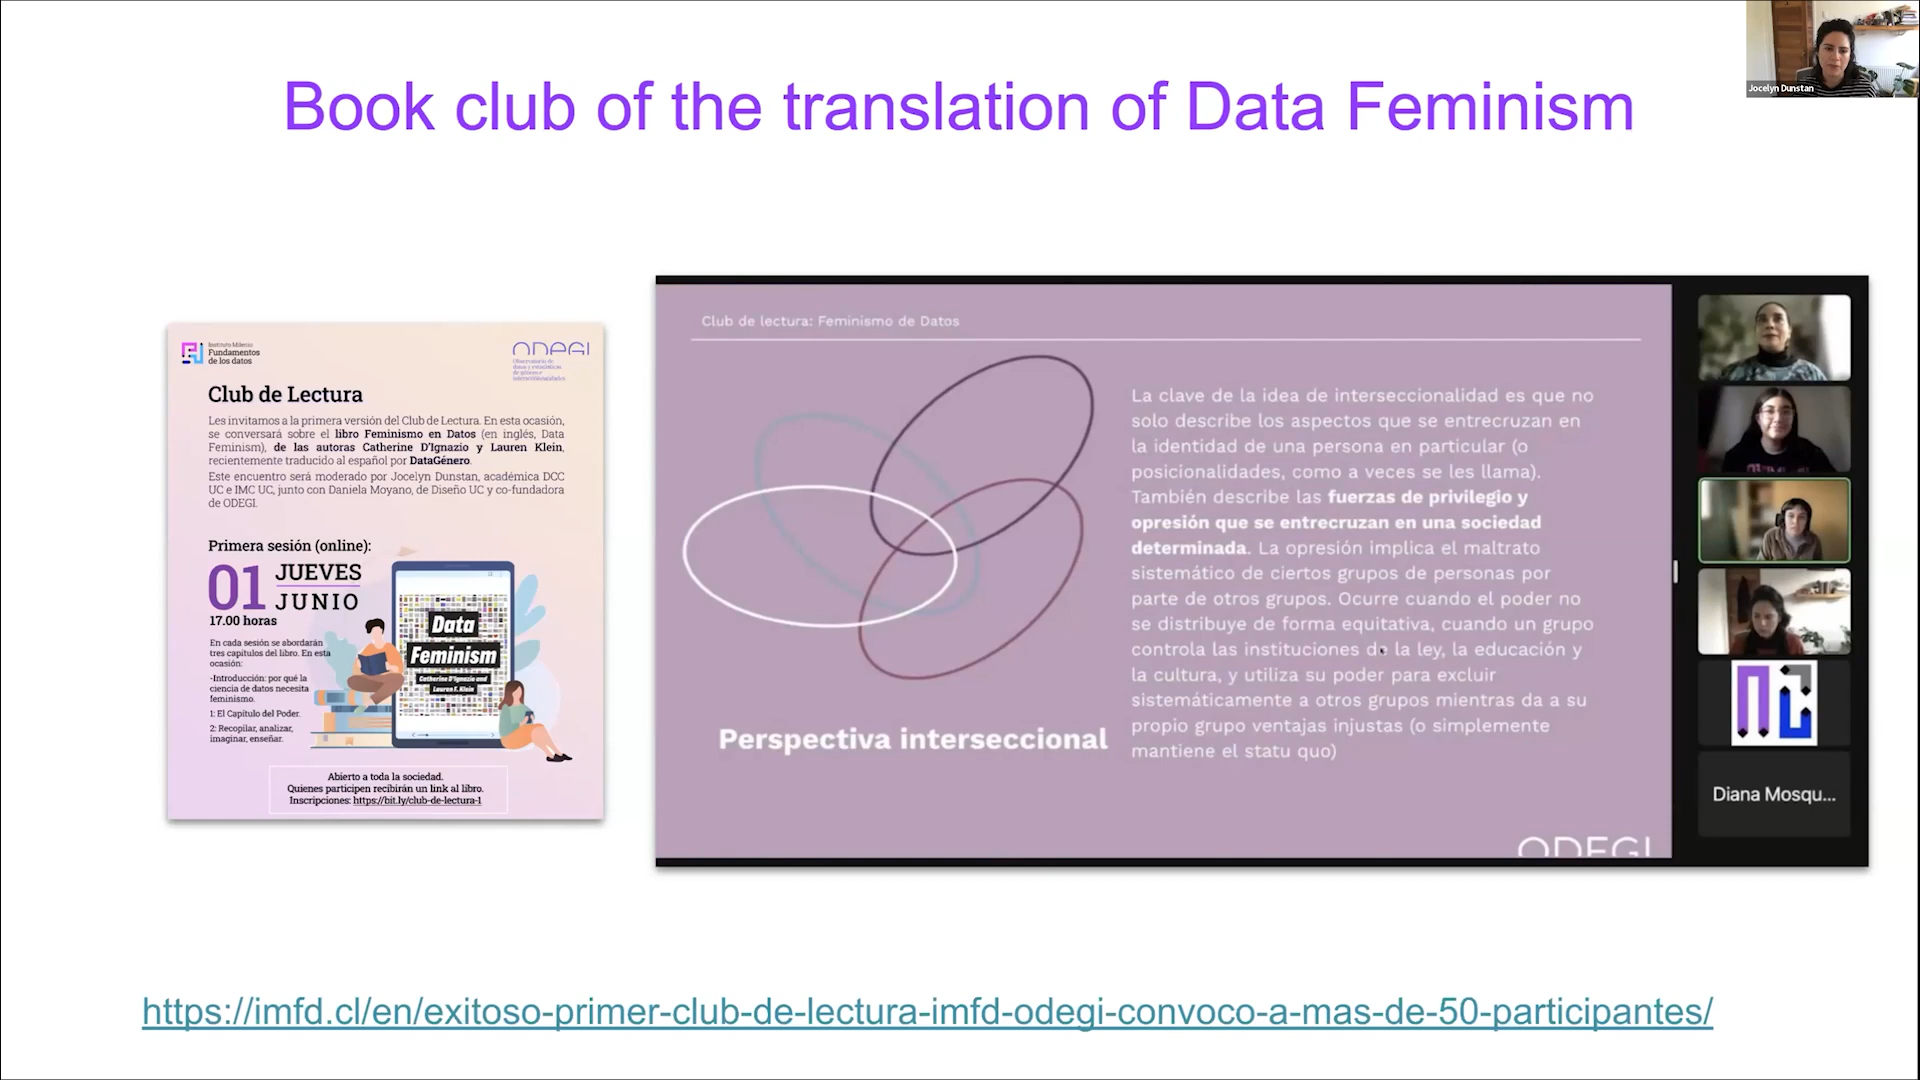 Book club of the translation of Data Feminism
Jocelyn Dunstan
Instituto Milenio
Fundamentos
de los datos
ODEGI
Observatorio de
datos y estadísticas
de género e
interseccionalidades
Club de Lectura
Les invitamos a la primera versión del Club de Lectura. En esta ocasión,
se conversará sobre el libro Feminismo en Datos (en inglés, Data
Feminism), de las autoras Catherine D'Ignazio y Lauren Klein,
recientemente traducido al español por DataGénero.
Este encuentro será moderado por Jocelyn Dunstan, académica DCC
UC e IMC UC, junto con Daniela Moyano, de Diseño UC y co-fundadora
de ODEGI.
Primera sesión (online):
01 JUEVES
JUNIO
17.00 horas
En cada sesión se abordarán
tres capítulos del libro. En esta
ocasión:
-Introducción: por qué la
ciencia de datos necesita
feminismo.
1: El Capítulo del Poder.
2: Recopilar, analizar,
imaginar, enseñar.
Data
Feminism
Catherine D'Ignazio and
Lauren F. Klein
Abierto a toda la sociedad.
Quienes participen recibirán un link al libro.
Inscripciones: https://bit.ly/club-de-lectura-1
Club de lectura: Feminismo de Datos
Perspectiva interseccional
La clave de la idea de interseccionalidad es que no
solo describe los aspectos que se entrecruzan en
la identidad de una persona en particular (o
posicionalidades, como a veces se les llama).
También describe las fuerzas de privilegio y
opresión que se entrecruzan en una sociedad
determinada. La opresión implica el maltrato
sistemático de ciertos grupos de personas por
parte de otros grupos. Ocurre cuando el poder no
se distribuye de forma equitativa, cuando un grupo
controla las instituciones de la ley, la educación y
la cultura, y utiliza su poder para excluir
sistemáticamente a otros grupos mientras da a su
propio grupo ventajas injustas (o simplemente
mantiene el statu quo)
ODEGI
Diana Mosqu...
https://imfd.cl/en/exitoso-primer-club-de-lectura-imfd-odegi-convoco-a-mas-de-50-participantes/